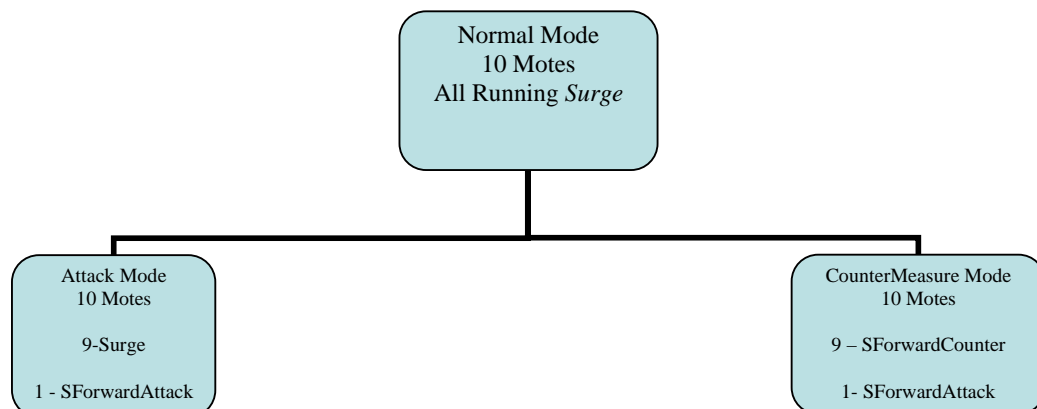 Normal Mode
10 Motes
All Running Surge
Attack Mode
10 Motes
9-Surge
1 - SForwardAttack
CounterMeasure Mode
10 Motes
9 – SForwardCounter
1- SForwardAttack